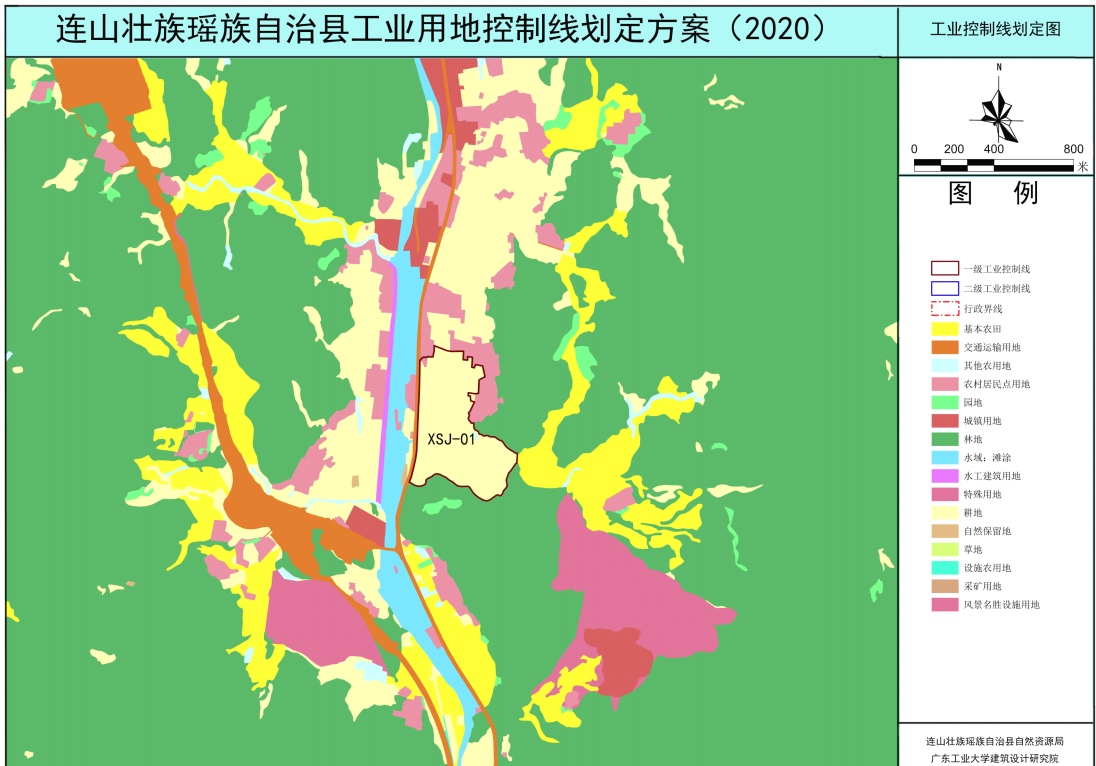 连山壮族瑶族自治县工业用地控制线划定方案（2020）
工业控制线划定图
N
0 200 400 800
米
图 例
一级工业控制线
二级工业控制线
行政界线
基本农田
交通运输用地
其他农用地
农村居民点用地
园地
城镇用地
林地
水域；滩涂
水工建筑用地
特殊用地
耕地
自然保留地
草地
设施农用地
采矿用地
风景名胜设施用地
XSJ-01
连山壮族瑶族自治县自然资源局
广东工业大学建筑设计研究院